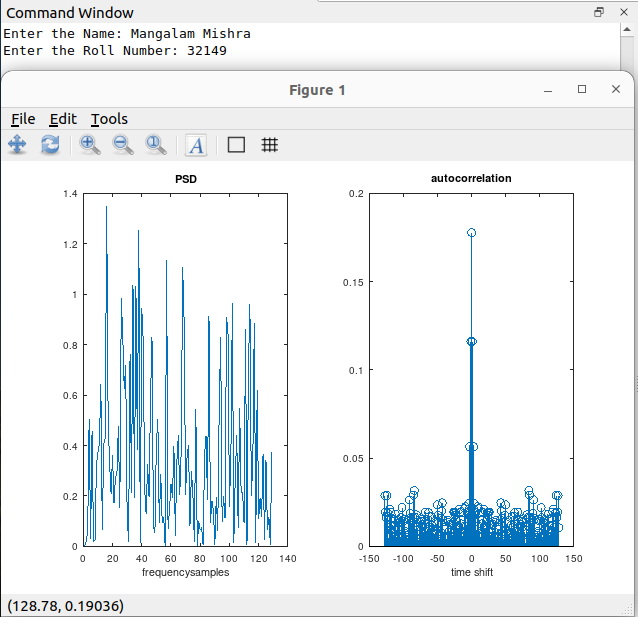 Command Window
Enter the Name: Mangalam Mishra
Enter the Roll Number: 32149
Figure 1
File Edit Tools
A
PSD
1.4
1.2
1
0.8
0.6
0.4
0.2
0
0 20 40 60 80 100 120 140
frequencysamples
autocorrelation
0.2
0.15
0.1
0.05
0
-150 -100 -50 0 50 100 150
time shift
(128.78, 0.19036)